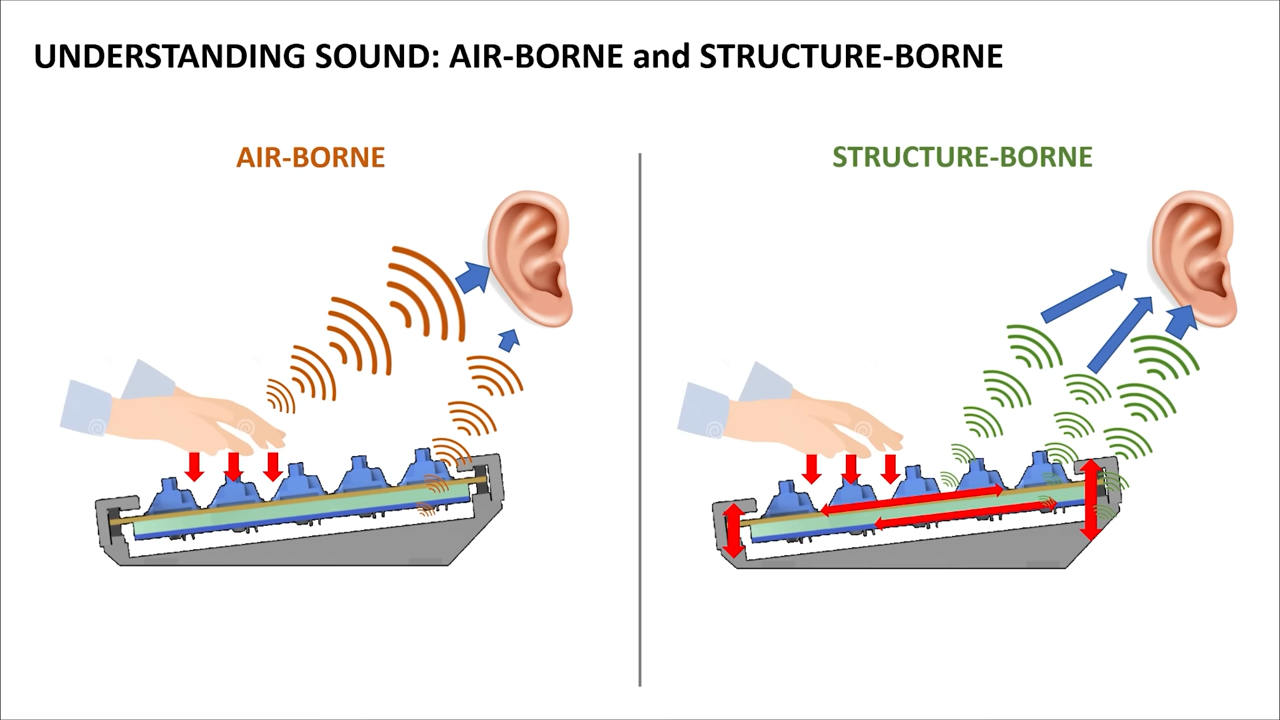 UNDERSTANDING SOUND: AIR-BORNE and STRUCTURE-BORNE
AIR-BORNE
STRUCTURE-BORNE